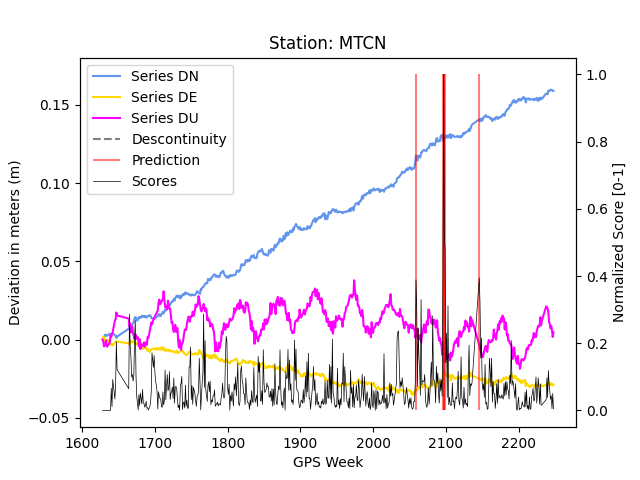 Station: MTCN
Series DN
Series DE
Series DU
Descontinuity
Prediction
Scores
Deviation in meters (m)
0.15
0.10
0.05
0.00
−0.05
1.0
0.8
0.6
0.4
0.2
0.0
Normalized Score [0-1]
1600 1700 1800 1900 2000 2100 2200
GPS Week